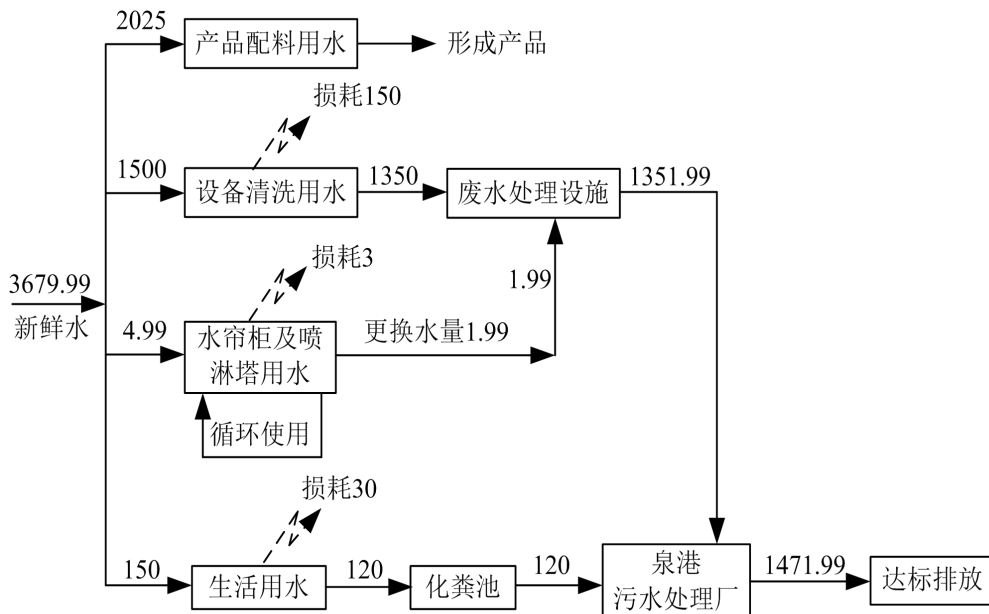 2025
产品配料用水
形成产品
损耗150
1500
设备清洗用水
1350
废水处理设施
1351.99
损耗3
3679.99
新鲜水
1.99
4.99
水帘柜及喷
淋塔用水
更换水量1.99
循环使用
损耗30
150
生活用水
120
化粪池
120
泉港
污水处理厂
1471.99
达标排放